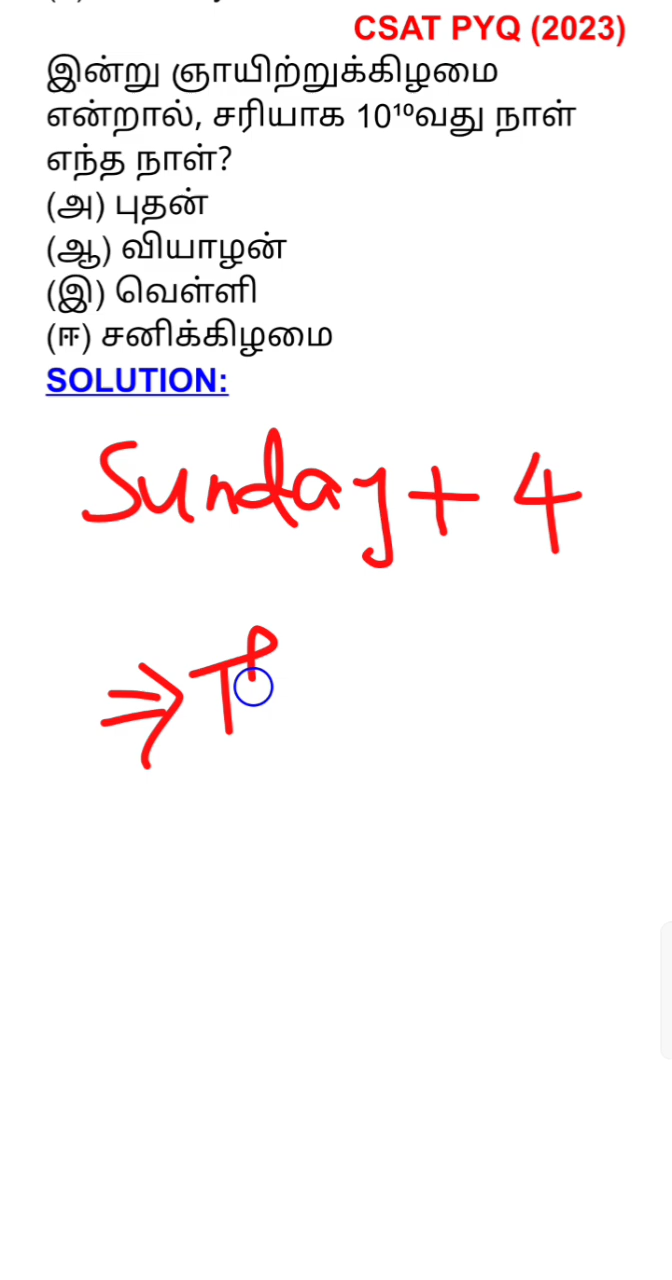 CSAT PYQ (2023)
இன்று ஞாயிற்றுக்கிழமை
என்றால், சரியாக 10¹⁰வது நாள்
எந்த நாள்?
(அ) புதன்
(ஆ) வியாழன்
(இ) வெள்ளி
(ஈ) சனிக்கிழமை
SOLUTION:
Sunday + 4
⇒ T